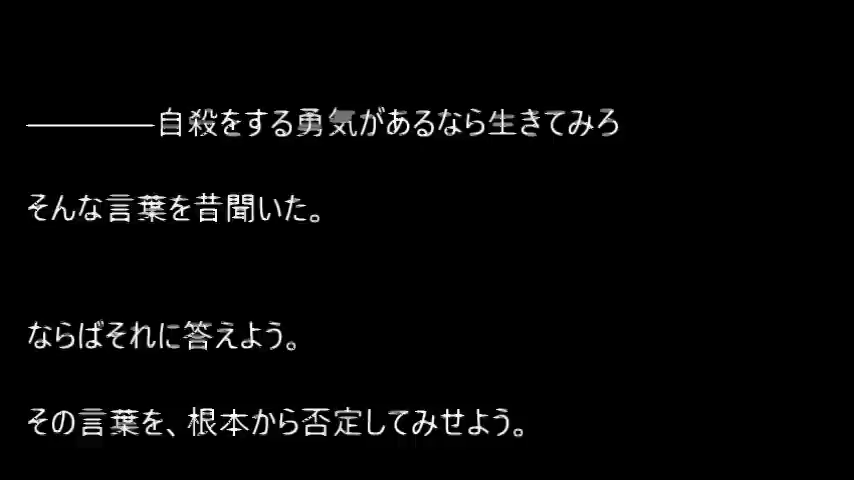 ――――自殺をする勇気があるなら生きてみろ
そんな言葉を昔聞いた。
ならばそれに答えよう。
その言葉を、根本から否定してみせよう。